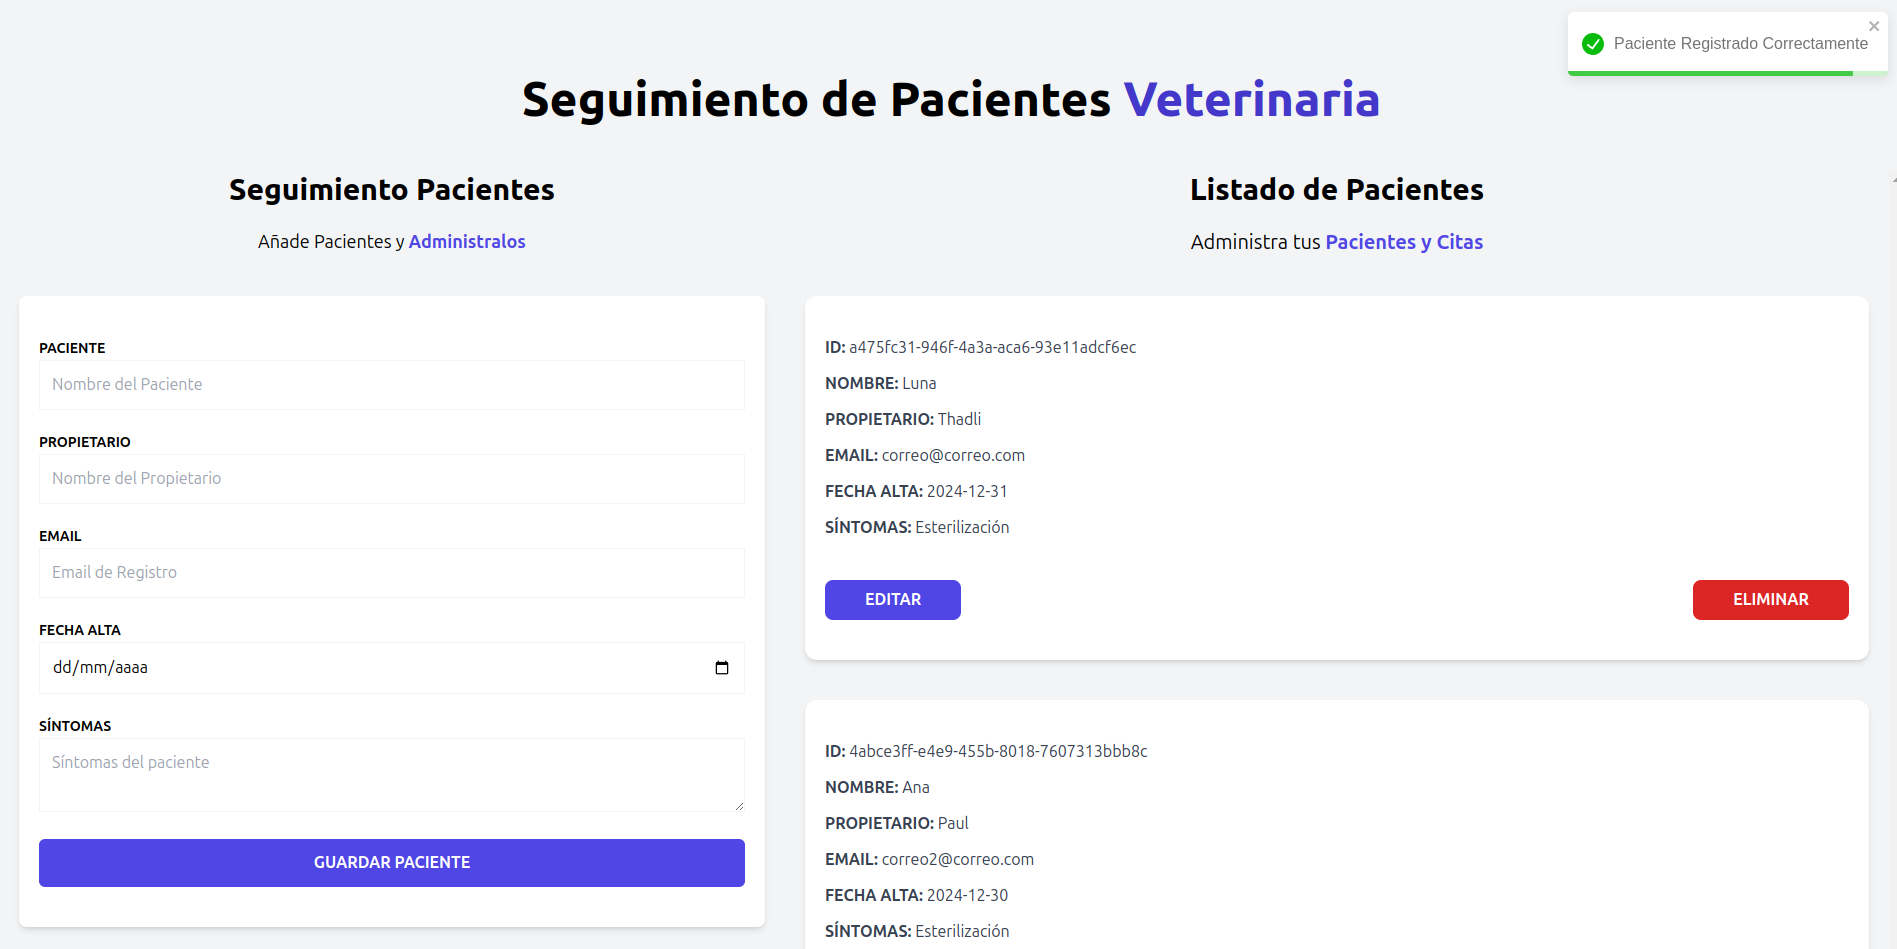 Paciente Registrado Correctamente
Seguimiento de Pacientes Veterinaria
Seguimiento Pacientes
Añade Pacientes y Administralos
PACIENTE
Nombre del Paciente
PROPIETARIO
Nombre del Propietario
EMAIL
Email de Registro
FECHA ALTA
dd/mm/aaaa
SÍNTOMAS
Síntomas del paciente
GUARDAR PACIENTE
Listado de Pacientes
Administra tus Pacientes y Citas
ID: a475fc31-946f-4a3a-aca6-93e11adcf6ec
NOMBRE: Luna
PROPIETARIO: Thadli
EMAIL: correo@correo.com
FECHA ALTA: 2024-12-31
SÍNTOMAS: Esterilización
EDITAR
ELIMINAR
ID: 4abce3ff-e4e9-455b-8018-7607313bbb8c
NOMBRE: Ana
PROPIETARIO: Paul
EMAIL: correo2@correo.com
FECHA ALTA: 2024-12-30
SÍNTOMAS: Esterilización